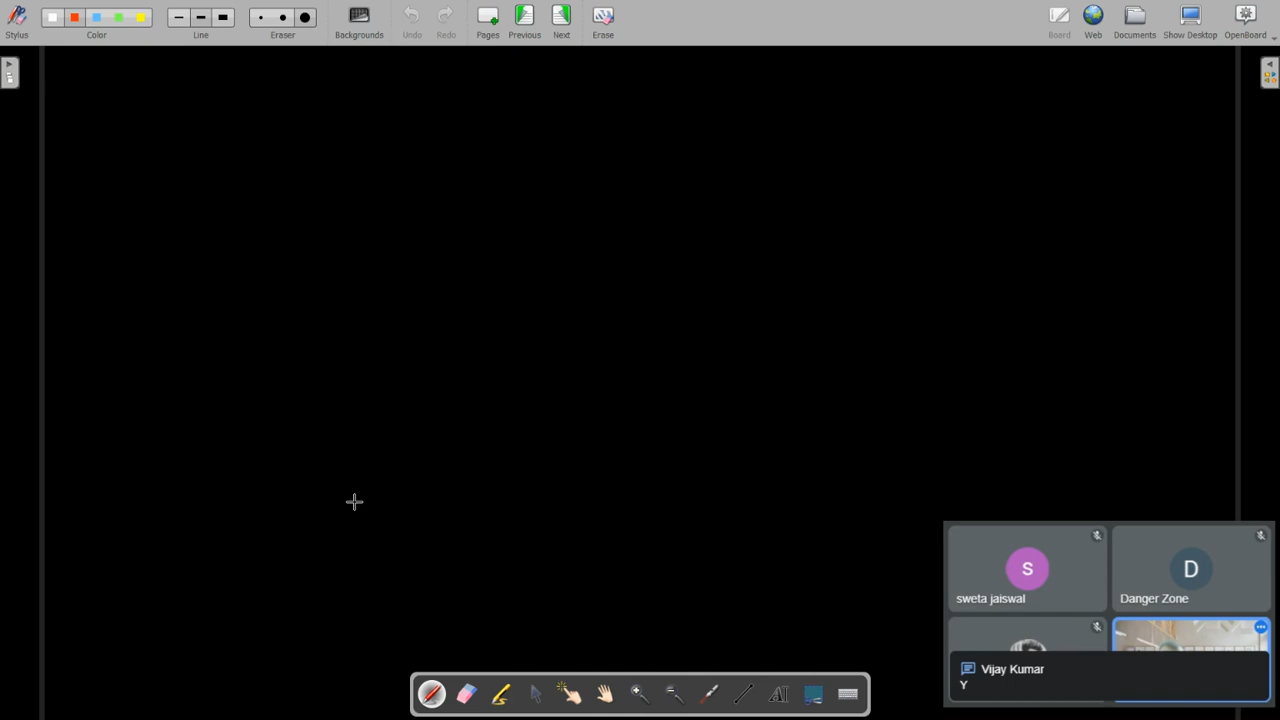 Stylus Color Line Eraser Backgrounds Undo Redo Pages Previous Next Erase Board Web Documents Show Desktop OpenBoard
S D
sweta jaiswal Danger Zone
Vijay Kumar
Y